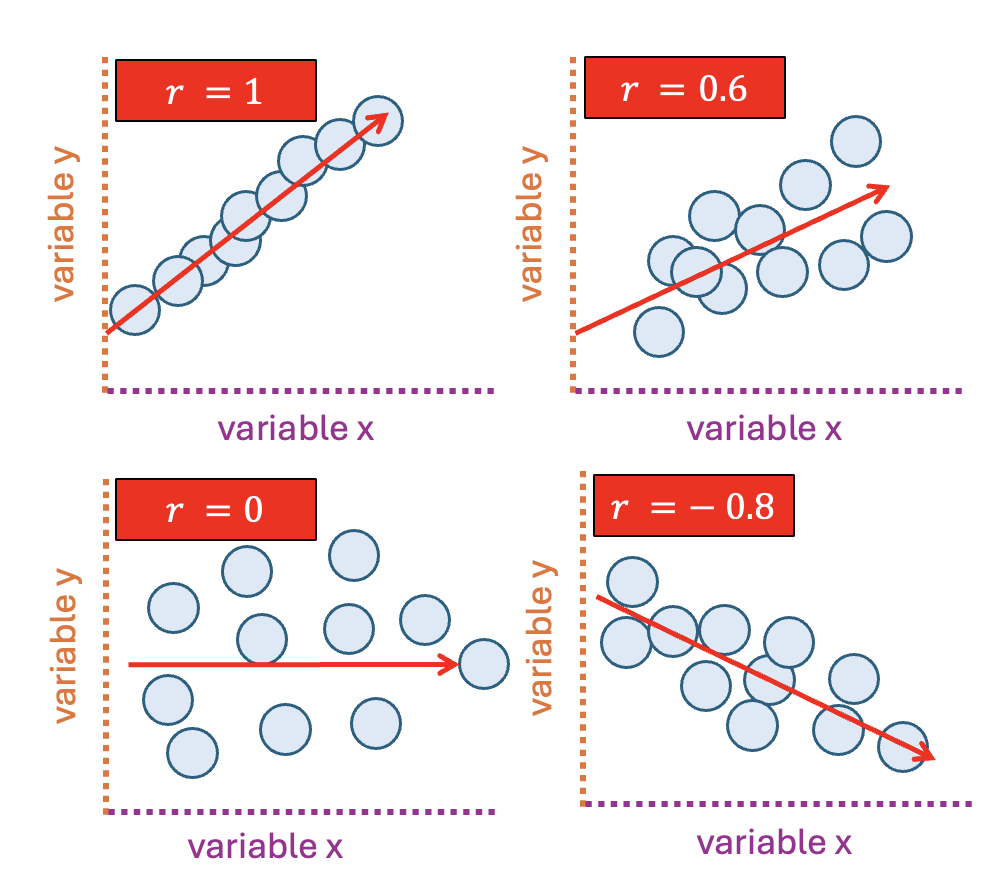 r = 1
variable y
variable x
r = 0.6
variable y
variable x
r = 0
variable y
variable x
r = − 0.8
variable y
variable x